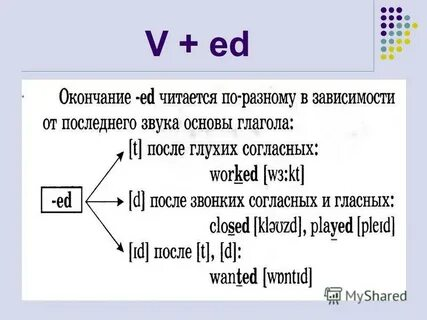 V + ed
Окончание -ed читается по-разному в зависимости
от последнего звука основы глагола:
[t] после глухих согласных:
worked [wɜ:kt]
-ed
[d] после звонких согласных и гласных:
closed [kləʊzd], played [pleɪd]
[ɪd] после [t], [d]:
wanted [wɒntɪd]
MyShared